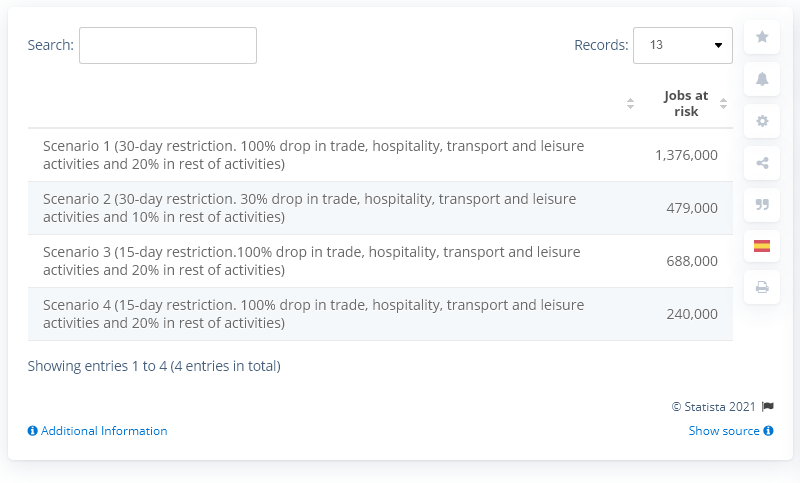 Search:
Records: 13
Jobs at
risk
Scenario 1 (30-day restriction. 100% drop in trade, hospitality, transport and leisure
activities and 20% in rest of activities)
1,376,000
Scenario 2 (30-day restriction. 30% drop in trade, hospitality, transport and leisure
activities and 10% in rest of activities)
479,000
Scenario 3 (15-day restriction.100% drop in trade, hospitality, transport and leisure
activities and 20% in rest of activities)
688,000
Scenario 4 (15-day restriction. 100% drop in trade, hospitality, transport and leisure
activities and 20% in rest of activities)
240,000
Showing entries 1 to 4 (4 entries in total)
© Statista 2021
Additional Information
Show source